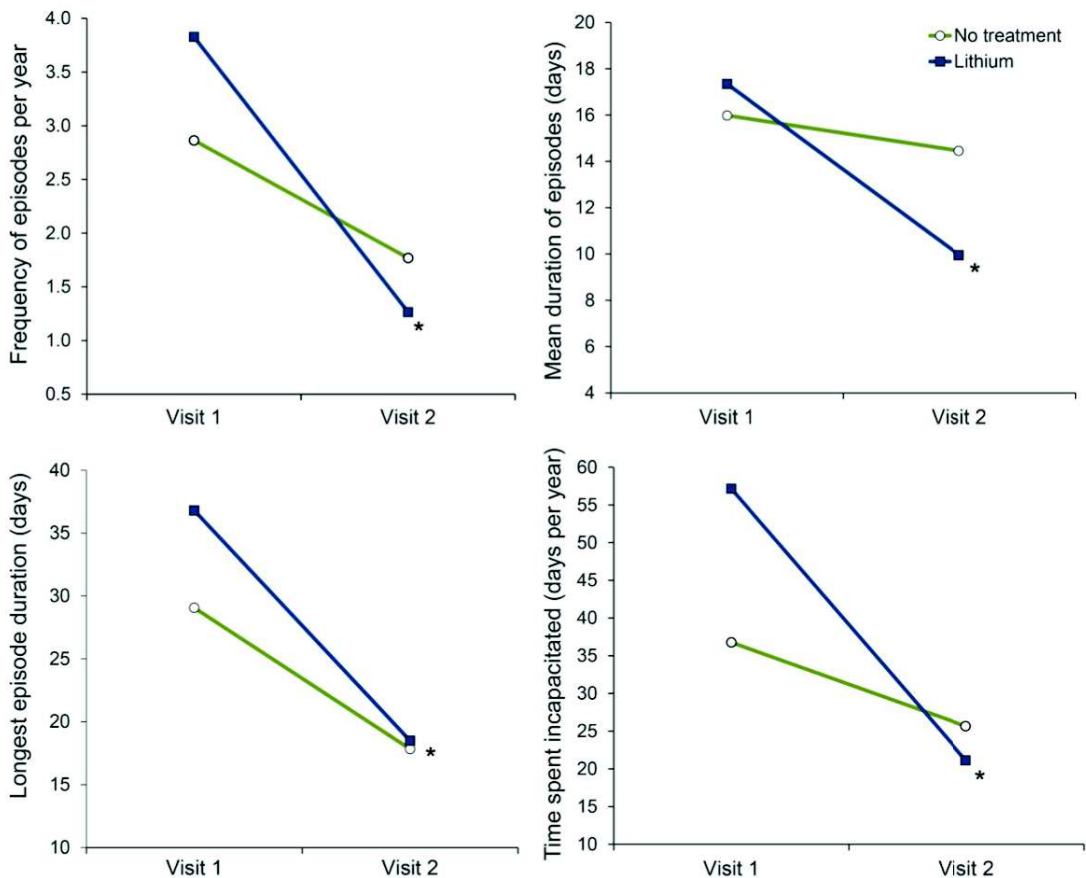 Frequency of episodes per year
4.0
3.5
3.0
2.5
2.0
1.5
1.0
0.5
*
Visit 1
Visit 2
Mean duration of episodes (days)
20
18
16
14
12
10
8
6
4
No treatment
Lithium
*
Visit 1
Visit 2
Longest episode duration (days)
40
35
30
25
20
15
10
*
Visit 1
Visit 2
Time spent incapacitated (days per year)
60
55
50
45
40
35
30
25
20
15
10
*
Visit 1
Visit 2